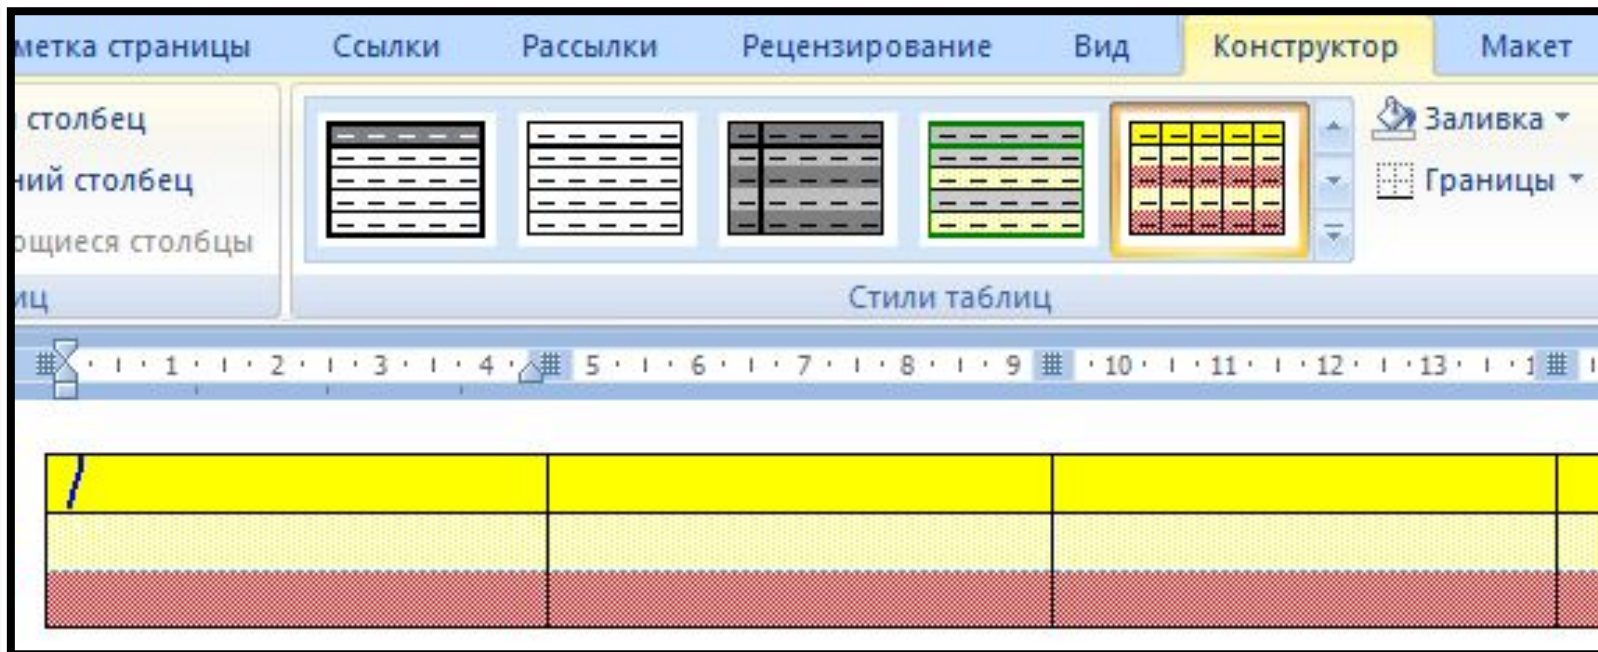 метка страницы Ссылки Рассылки Рецензирование Вид Конструктор Макет
столбец Заливка
ний столбец Границы
ющиеся столбцы
иц Стили таблиц
1 2 3 4 5 6 7 8 9 10 11 12 13 1